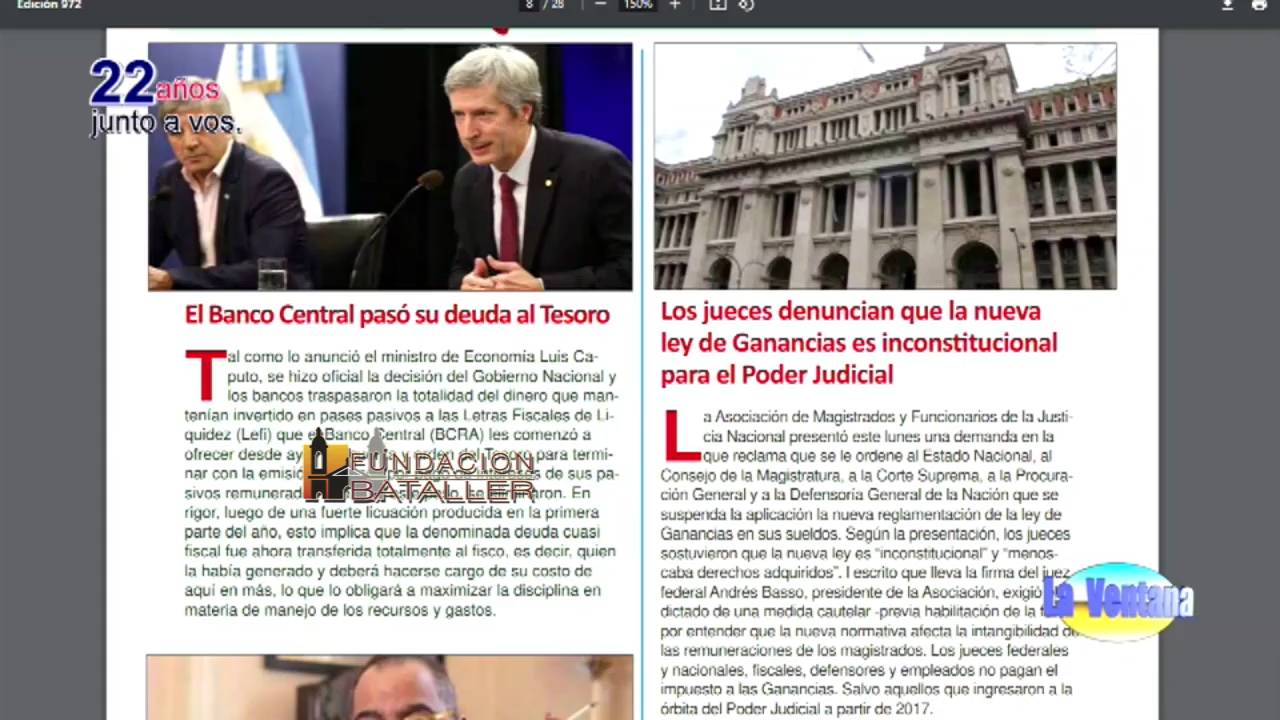 Edición 972
8 / 28
150%
22 años
junto a vos.
El Banco Central pasó su deuda al Tesoro
Tal como lo anunció el ministro de Economía Luis Ca-
puto, se hizo oficial la decisión del Gobierno Nacional y
los bancos traspasaron la totalidad del dinero que man-
tenían invertido en pases pasivos a las Letras Fiscales de Li-
quidez (Lefi) que el Banco Central (BCRA) les comenzó a
ofrecer desde para termi-
nar con la de sus pa-
sivos En
rigor, luego de una fuerte licuación producida en la primera
parte del año, esto implica que la denominada deuda cuasi
fiscal fue ahora transferida totalmente al fisco, es decir, quien
la había generado y deberá hacerse cargo de su costo de
aquí en más, lo que lo obligará a maximizar la disciplina en
materia de manejo de los recursos y gastos.
FUNDACION
BATALLER
Los jueces denuncian que la nueva
ley de Ganancias es inconstitucional
para el Poder Judicial
La Asociación de Magistrados y Funcionarios de la Justi-
cia Nacional presentó este lunes una demanda en la
que reclama que se le ordene al Estado Nacional, al
Consejo de la Magistratura, a la Corte Suprema, a la Procura-
ción General y a la Defensoría General de la Nación que se
suspenda la aplicación la nueva reglamentación de la ley de
Ganancias en sus sueldos. Según la presentación, los jueces
sostuvieron que la nueva ley es "inconstitucional" y "menos-
caba derechos adquiridos". l escrito que lleva la firma del juez
federal Andrés Basso, presidente de la Asociación, exigió
dictado de una medida cautelar -previa habilitación de la
por entender que la nueva normativa afecta la intangibilidad de
las remuneraciones de los magistrados. Los jueces federales
y nacionales, fiscales, defensores y empleados no pagan el
impuesto a las Ganancias. Salvo aquellos que ingresaron a la
órbita del Poder Judicial a partir de 2017.
La Ventana